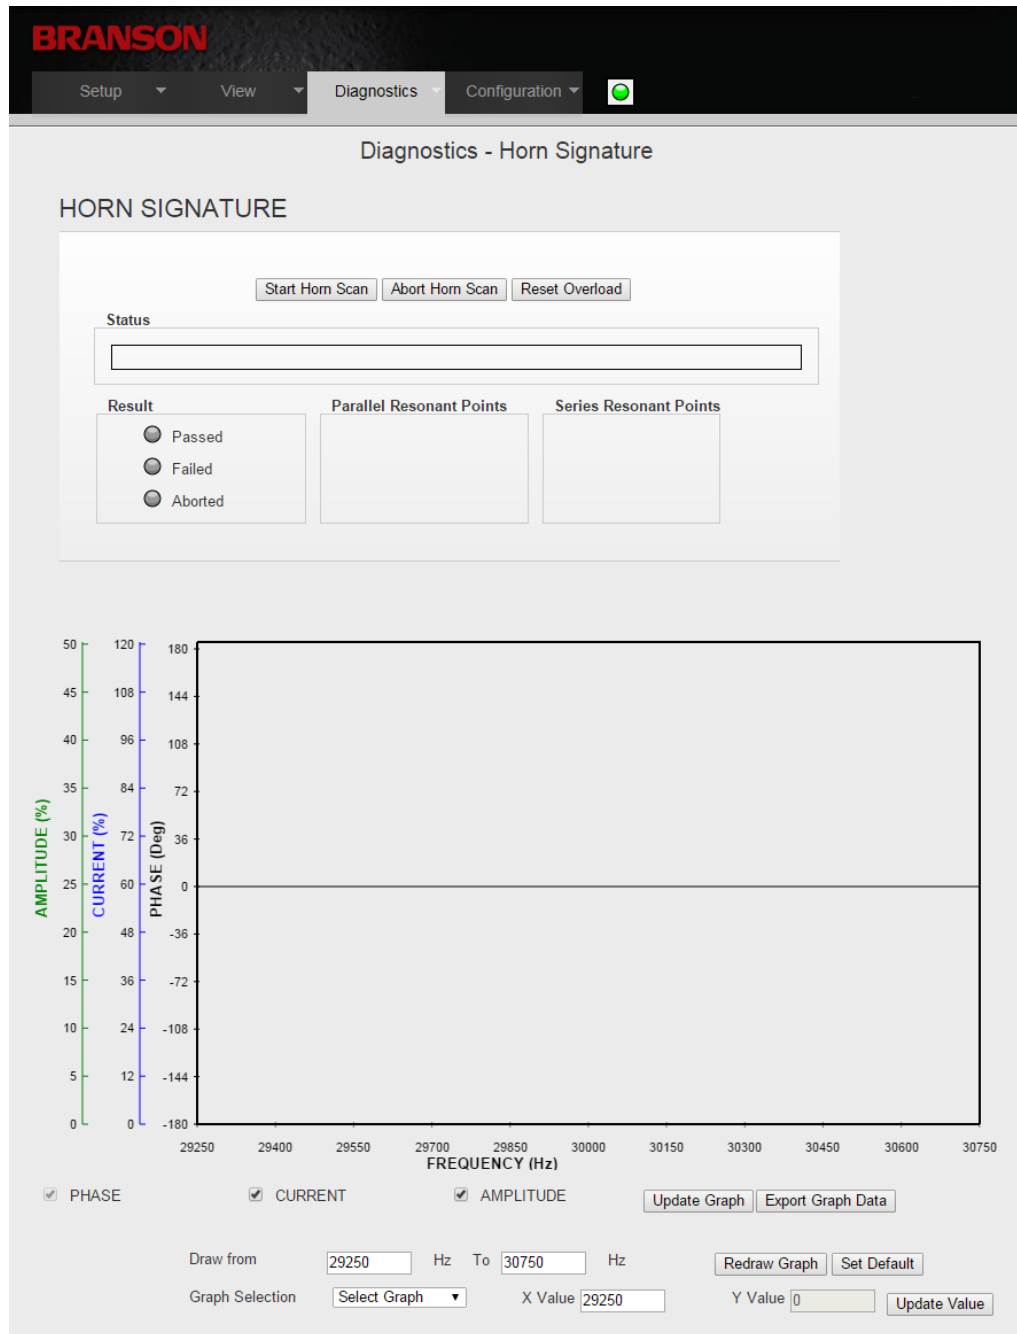 BRANSON
Setup View Diagnostics Configuration
Diagnostics - Horn Signature
HORN SIGNATURE
Start Horn Scan Abort Horn Scan Reset Overload
Status
Result Parallel Resonant Points Series Resonant Points
Passed
Failed
Aborted
50 120 180
45 108 144
40 96 108
35 84 72
30 72 36
25 60 0
20 48 -36
15 36 -72
10 24 -108
5 12 -144
0 0 -180
AMPLITUDE (%)
CURRENT (%)
PHASE (Deg)
29250 29400 29550 29700 29850 30000 30150 30300 30450 30600 30750
FREQUENCY (Hz)
PHASE CURRENT AMPLITUDE Update Graph Export Graph Data
Draw from 29250 Hz To 30750 Hz Redraw Graph Set Default
Graph Selection Select Graph X Value 29250 Y Value 0 Update Value